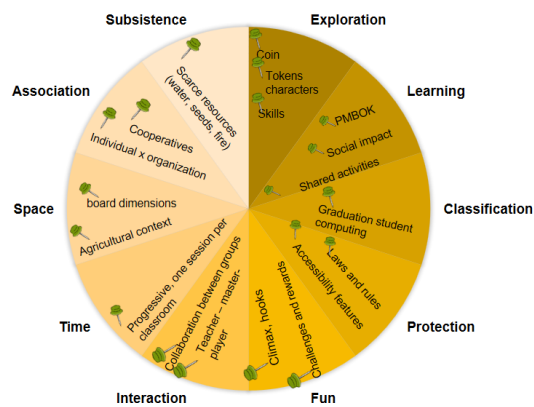 Subsistence
Exploration
Coin
Tokens
characters
Skills
Learning
PMBOK
Social impact
Shared activities
Classification
Graduation student
computing
Protection
Laws and rules
Accessibility features
Fun
Challenges and rewards
Climax, hooks
Interaction
Teacher – master-
player
Collaboration between groups
Time
Progressive, one session per
classroom
Space
board dimensions
Agricultural context
Association
Cooperatives
Individual x organization
Scarce resources
(water, seeds, fire)